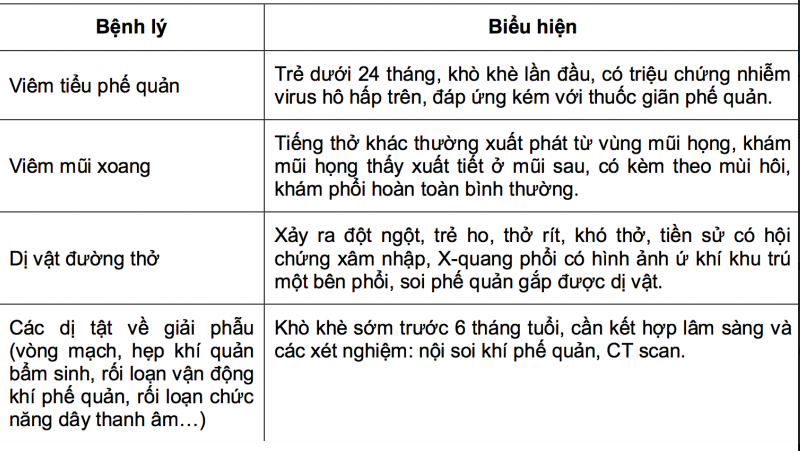 Bệnh lý
Biểu hiện
Viêm tiểu phế quản
Trẻ dưới 24 tháng, khò khè lần đầu, có triệu chứng nhiễm
virus hô hấp trên, đáp ứng kém với thuốc giãn phế quản.
Viêm mũi xoang
Tiếng thở khác thường xuất phát từ vùng mũi họng, khám
mũi họng thấy xuất tiết ở mũi sau, có kèm theo mùi hôi,
khám phổi hoàn toàn bình thường.
Dị vật đường thở
Xảy ra đột ngột, trẻ ho, thở rít, khó thở, tiền sử có hội
chứng xâm nhập, X-quang phổi có hình ảnh ứ khí khu trú
một bên phổi, soi phế quản gắp được dị vật.
Các dị tật về giải phẫu
(vòng mạch, hẹp khí quản
bẩm sinh, rối loạn vận động
khí phế quản, rối loạn chức
năng dây thanh âm…)
Khò khè sớm trước 6 tháng tuổi, cần kết hợp lâm sàng và
các xét nghiệm: nội soi khí phế quản, CT scan.